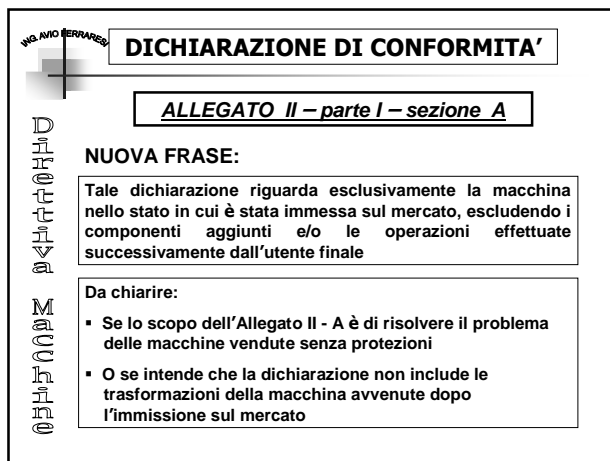 ING. AVIO FERRARESI
DICHIARAZIONE DI CONFORMITA'
ALLEGATO II – parte I – sezione A
Direttiva Macchine
NUOVA FRASE:
Tale dichiarazione riguarda esclusivamente la macchina
nello stato in cui è stata immessa sul mercato, escludendo i
componenti aggiunti e/o le operazioni effettuate
successivamente dall'utente finale
Da chiarire:
▪ Se lo scopo dell'Allegato II - A è di risolvere il problema
delle macchine vendute senza protezioni
▪ O se intende che la dichiarazione non include le
trasformazioni della macchina avvenute dopo
l'immissione sul mercato